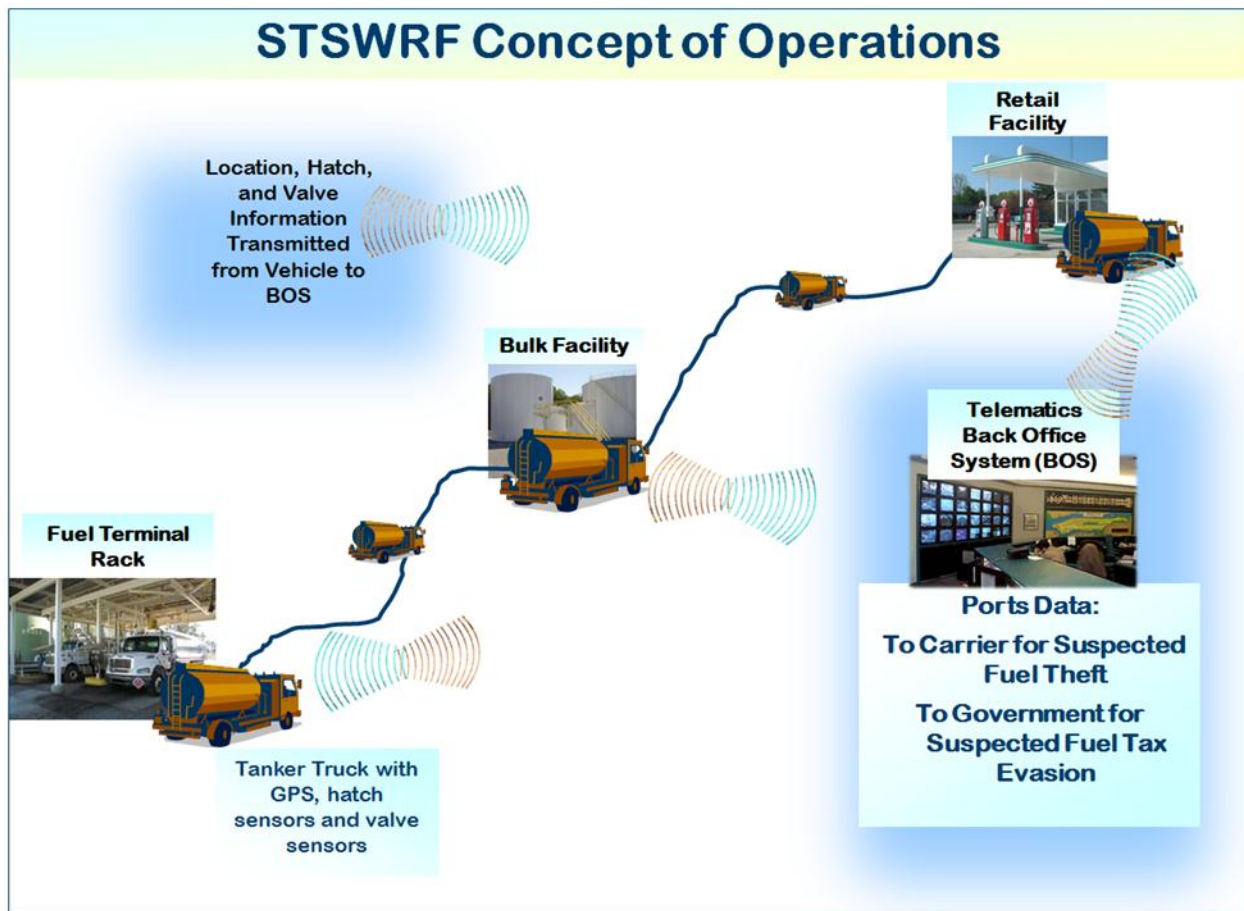 STSWRF Concept of Operations
Retail
Facility
Location, Hatch,
and Valve
Information
Transmitted
from Vehicle to
BOS
Bulk Facility
Telematics
Back Office
System (BOS)
Fuel Terminal
Rack
Ports Data:
To Carrier for Suspected
Fuel Theft
To Government for
Suspected Fuel Tax
Evasion
Tanker Truck with
GPS, hatch
sensors and valve
sensors